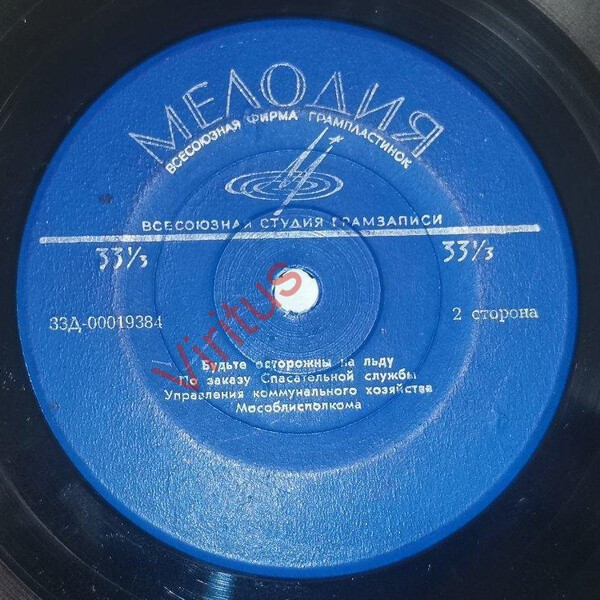 МЕЛОДИЯ
ВСЕСОЮЗНАЯ ФИРМА ГРАМПЛАСТИНОК
ВСЕСОЮЗНАЯ СТУДИЯ ГРАМЗАПИСИ
33⅓ 33⅓
33Д-00019384 2 сторона
Будьте осторожны на льду
По заказу Спасательной службы
Управления коммунального хозяйства
Мособлисполкома
Viritus